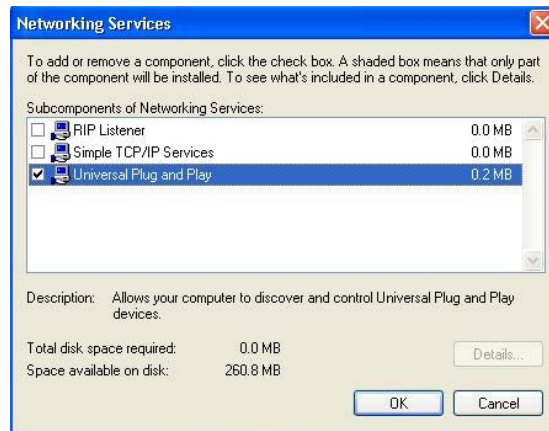 Networking Services
To add or remove a component, click the check box. A shaded box means that only part
of the component will be installed. To see what's included in a component, click Details.
Subcomponents of Networking Services:
RIP Listener 0.0 MB
Simple TCP/IP Services 0.0 MB
Universal Plug and Play 0.2 MB
Description: Allows your computer to discover and control Universal Plug and Play
devices.
Total disk space required: 0.0 MB
Space available on disk: 260.8 MB
Details...
OK Cancel